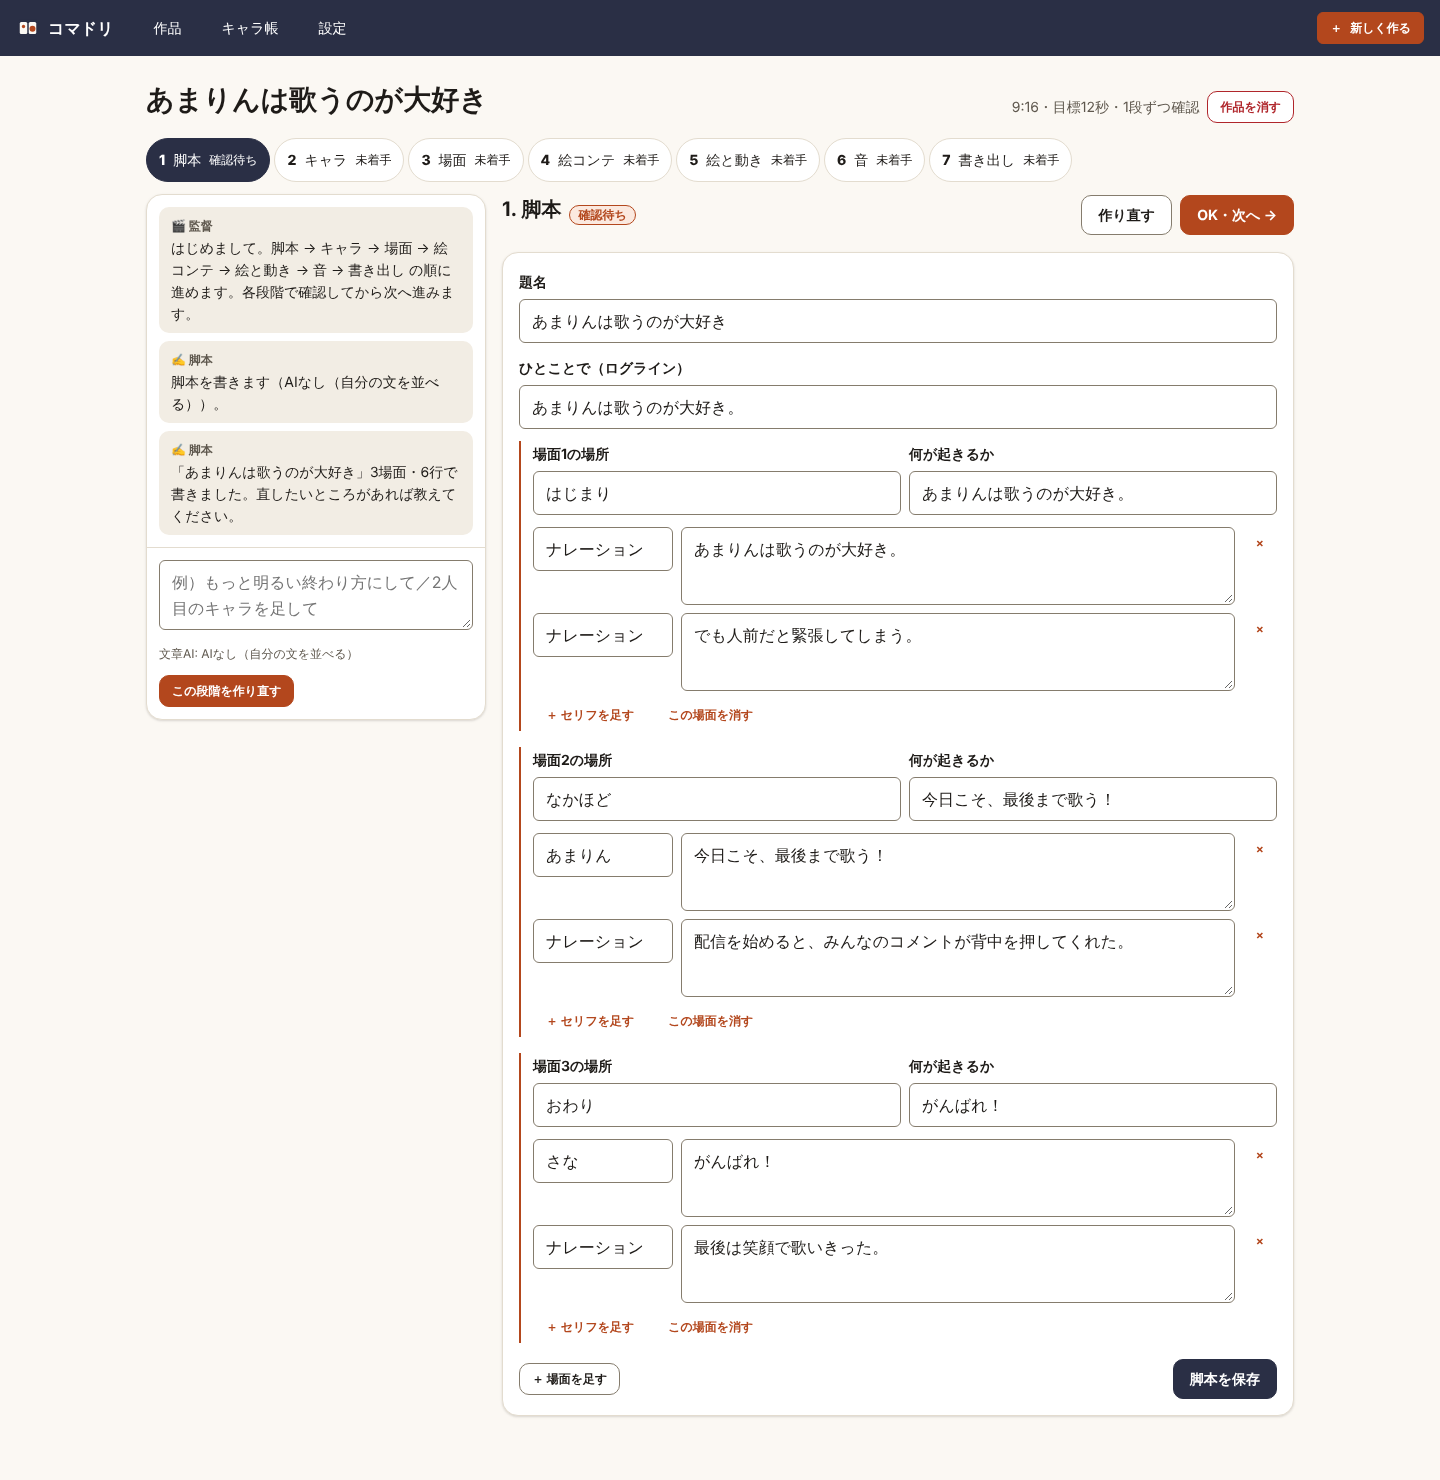 コマドリ
作品
キャラ帳
設定
＋ 新しく作る
あまりんは歌うのが大好き
9:16・目標12秒・1段ずつ確認
作品を消す
1 脚本 確認待ち
2 キャラ 未着手
3 場面 未着手
4 絵コンテ 未着手
5 絵と動き 未着手
6 音 未着手
7 書き出し 未着手
🎬 監督
はじめまして。脚本 → キャラ → 場面 → 絵
コンテ → 絵と動き → 音 → 書き出し の順に
進めます。各段階で確認してから次へ進みま
す。
✍️ 脚本
脚本を書きます（AIなし（自分の文を並べ
る））。
✍️ 脚本
「あまりんは歌うのが大好き」3場面・6行で
書きました。直したいところがあれば教えて
ください。
例）もっと明るい終わり方にして／2人
目のキャラを足して
文章AI: AIなし（自分の文を並べる）
この段階を作り直す
1. 脚本
確認待ち
作り直す
OK・次へ →
題名
あまりんは歌うのが大好き
ひとことで（ログライン）
あまりんは歌うのが大好き。
場面1の場所
何が起きるか
はじまり
あまりんは歌うのが大好き。
ナレーション
あまりんは歌うのが大好き。
×
ナレーション
でも人前だと緊張してしまう。
×
＋ セリフを足す
この場面を消す
場面2の場所
何が起きるか
なかほど
今日こそ、最後まで歌う！
あまりん
今日こそ、最後まで歌う！
×
ナレーション
配信を始めると、みんなのコメントが背中を押してくれた。
×
＋ セリフを足す
この場面を消す
場面3の場所
何が起きるか
おわり
がんばれ！
さな
がんばれ！
×
ナレーション
最後は笑顔で歌いきった。
×
＋ セリフを足す
この場面を消す
＋ 場面を足す
脚本を保存